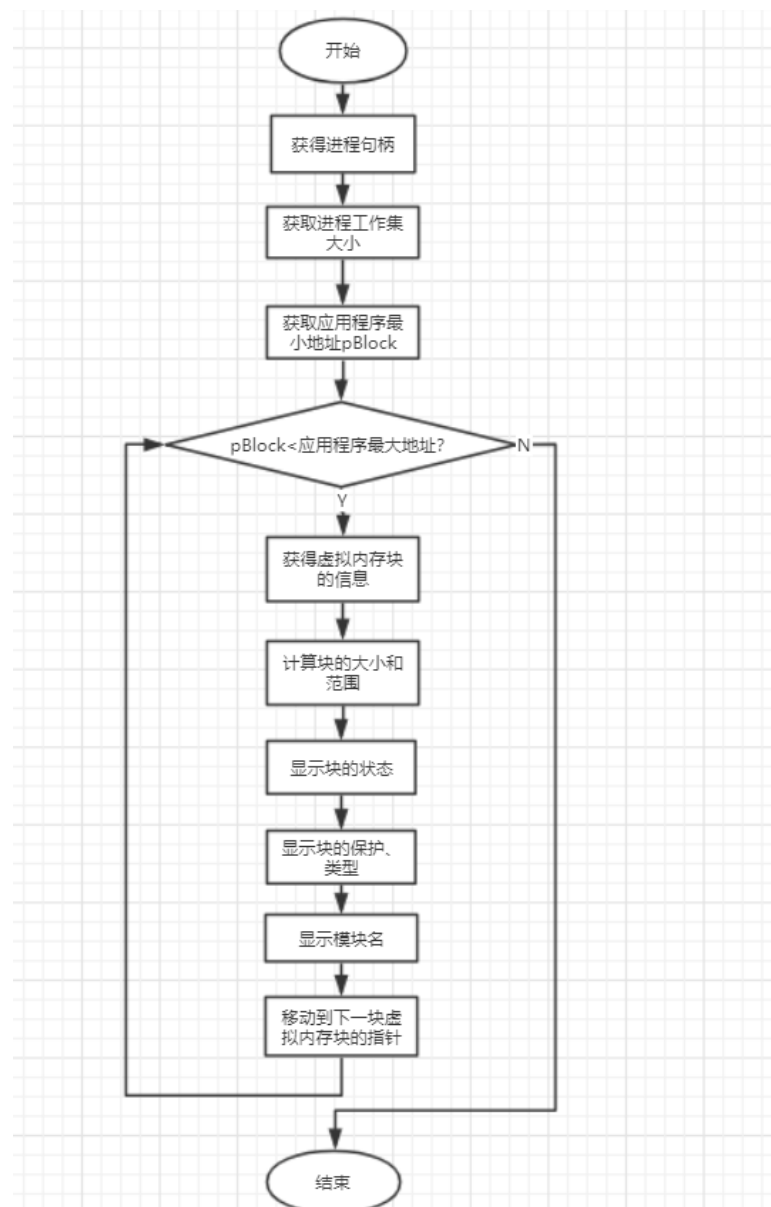 开始
获得进程句柄
获取进程工作集
大小
获取应用程序最
小地址pBlock
pBlock<应用程序最大地址?
N
Y
获得虚拟内存块
的信息
计算块的大小和
范围
显示块的状态
显示块的保护、
类型
显示模块名
移动到下一块虚
拟内存块的指针
结束